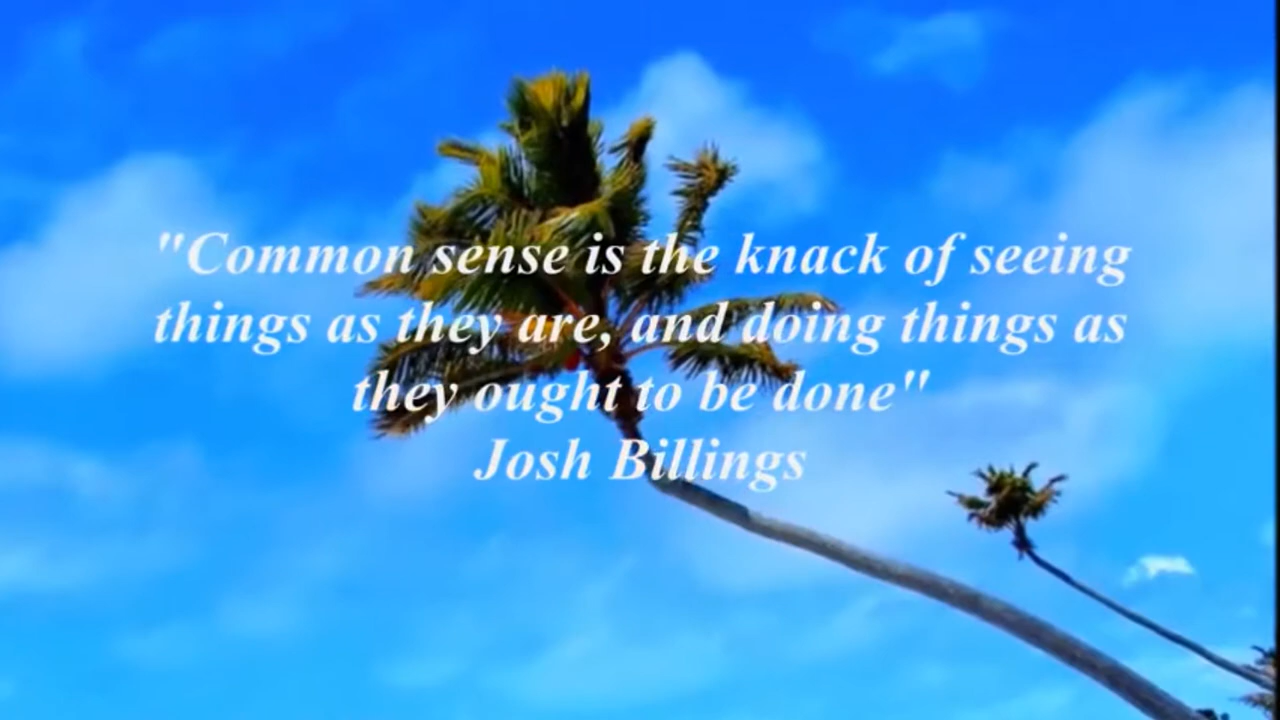 "Common sense is the knack of seeing
things as they are, and doing things as
they ought to be done"
Josh Billings